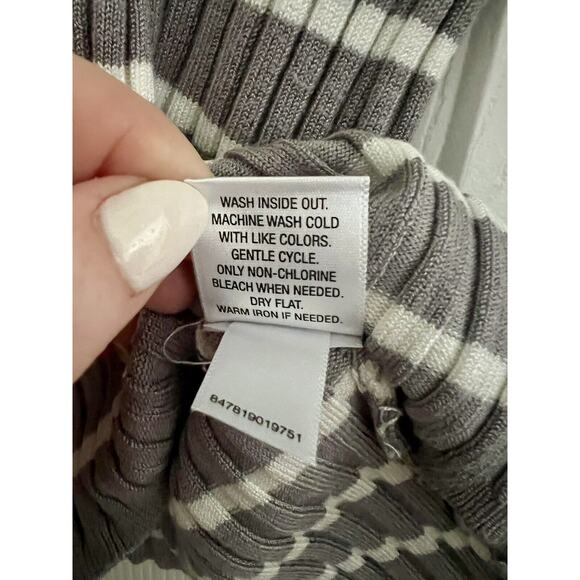 WASH INSIDE OUT.
MACHINE WASH COLD
WITH LIKE COLORS.
GENTLE CYCLE.
ONLY NON-CHLORINE
BLEACH WHEN NEEDED.
DRY FLAT.
WARM IRON IF NEEDED.
847819019751